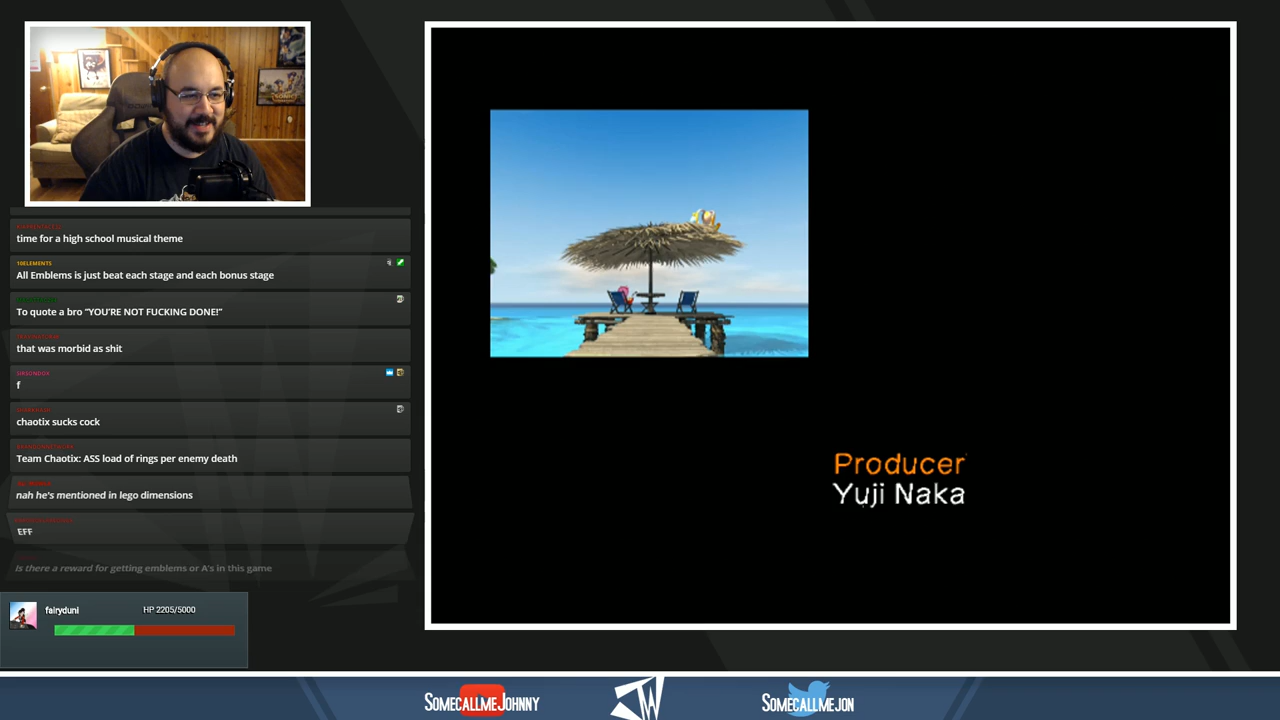 time for a high school musical theme
10ELEMENTS
All Emblems is just beat each stage and each bonus stage
To quote a bro “YOU'RE NOT FUCKING DONE!”
that was morbid as shit
f
chaotix sucks cock
Team Chaotix: ASS load of rings per enemy death
nah he's mentioned in lego dimensions
EFF
Is there a reward for getting emblems or A's in this game
fairyduni HP 2205/5000
Producer
Yuji Naka
SOMECALLMEJOHNNY
SOMECALLMEJON